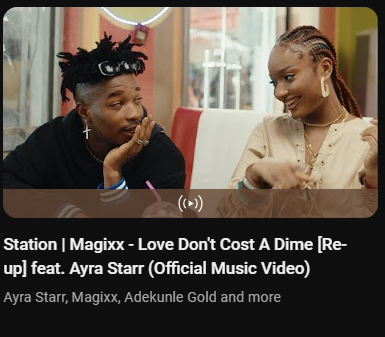 Station | Magixx - Love Don't Cost A Dime [Re-
up] feat. Ayra Starr (Official Music Video)
Ayra Starr, Magixx, Adekunle Gold and more